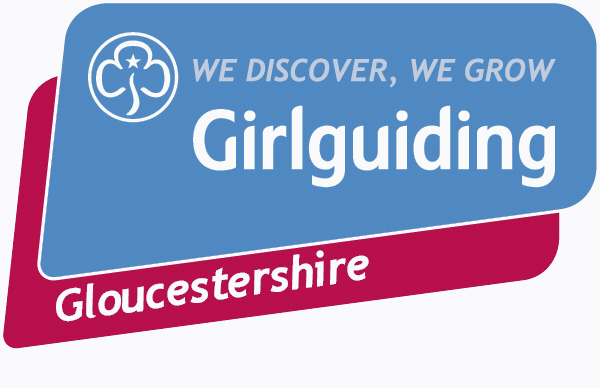 WE DISCOVER, WE GROW
Girlguiding
Gloucestershire